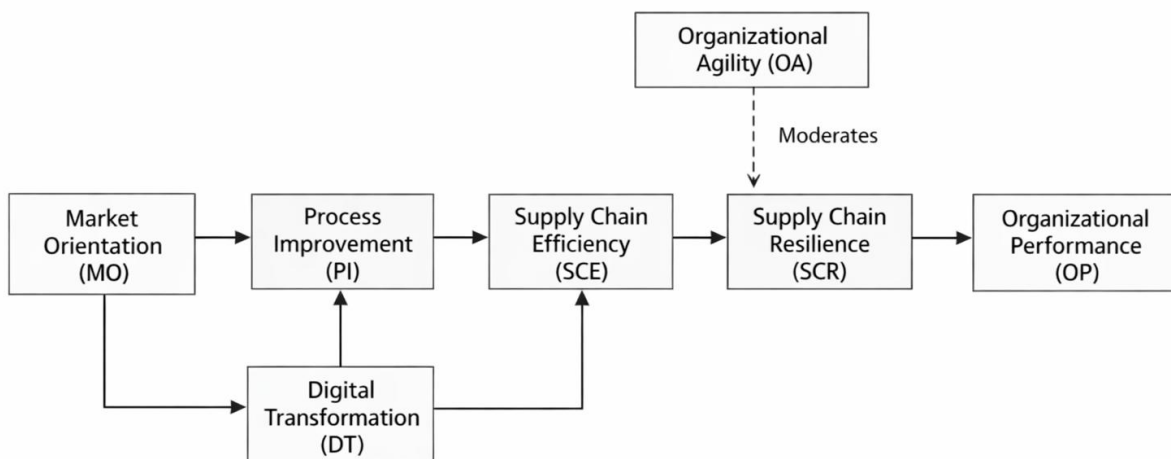 Organizational
Agility (OA)
Moderates
Market
Orientation
(MO)
Process
Improvement
(PI)
Supply Chain
Efficiency
(SCE)
Supply Chain
Resilience
(SCR)
Organizational
Performance
(OP)
Digital
Transformation
(DT)